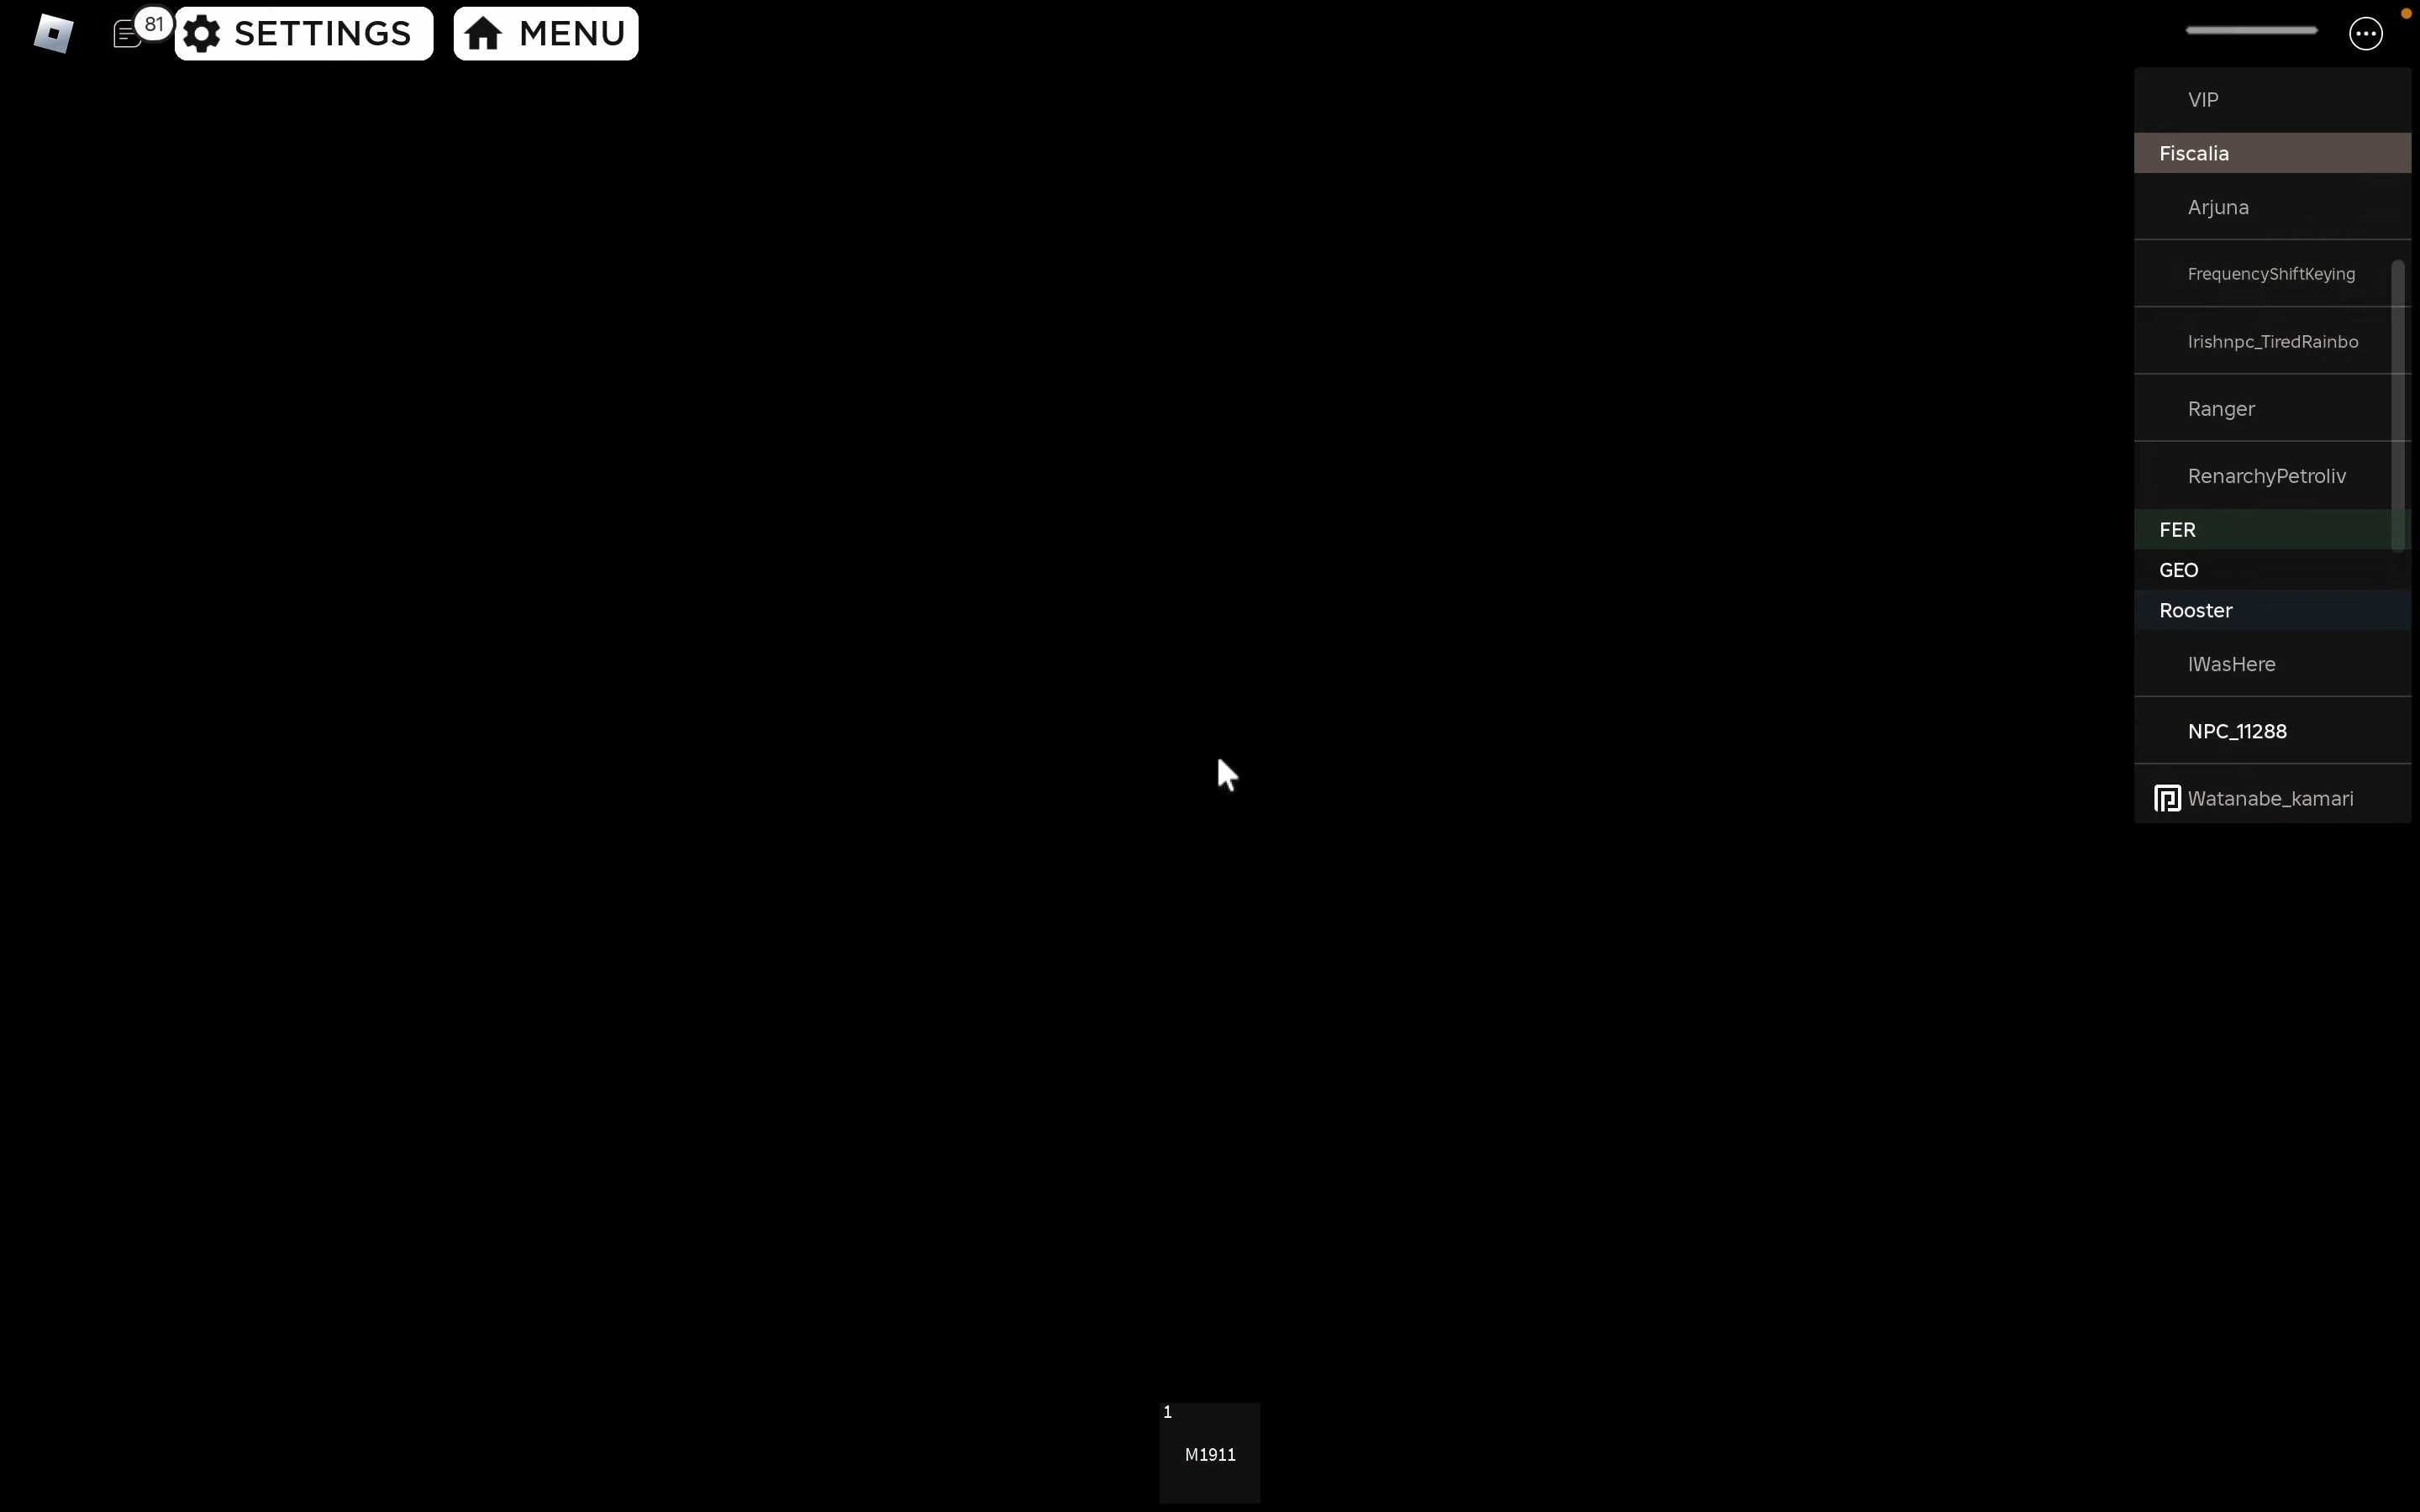 81
SETTINGS
MENU
VIP
Fiscalia
Arjuna
FrequencyShiftKeying
Irishnpc_TiredRainbo
Ranger
RenarchyPetroliv
FER
GEO
Rooster
IWasHere
NPC_11288
Watanabe_kamari
1
M1911